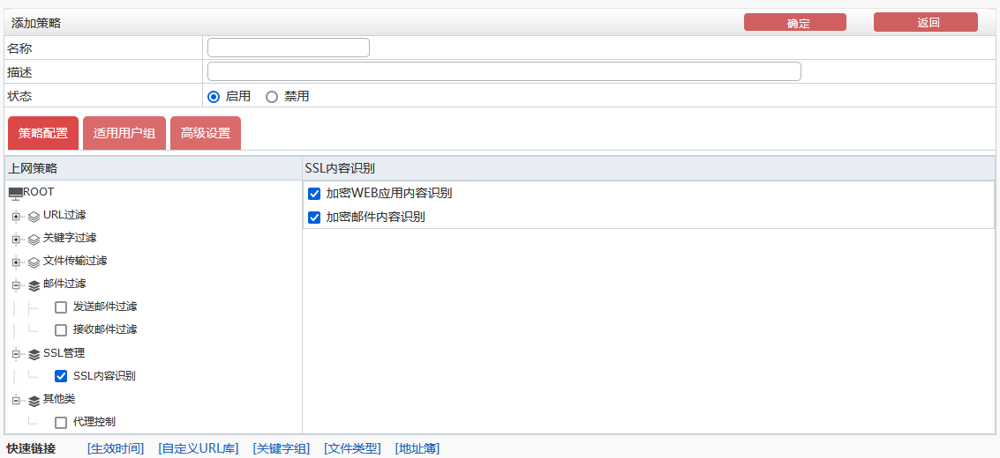 添加策略 确定 返回
名称
描述
状态 启用 禁用
策略配置 适用用户组 高级设置
上网策略 SSL内容识别
ROOT 加密WEB应用内容识别
URL过滤 加密邮件内容识别
关键字过滤
文件传输过滤
邮件过滤
发送邮件过滤
接收邮件过滤
SSL管理
SSL内容识别
其他类
代理控制
快速链接 [生效时间] [自定义URL库] [关键字组] [文件类型] [地址簿]